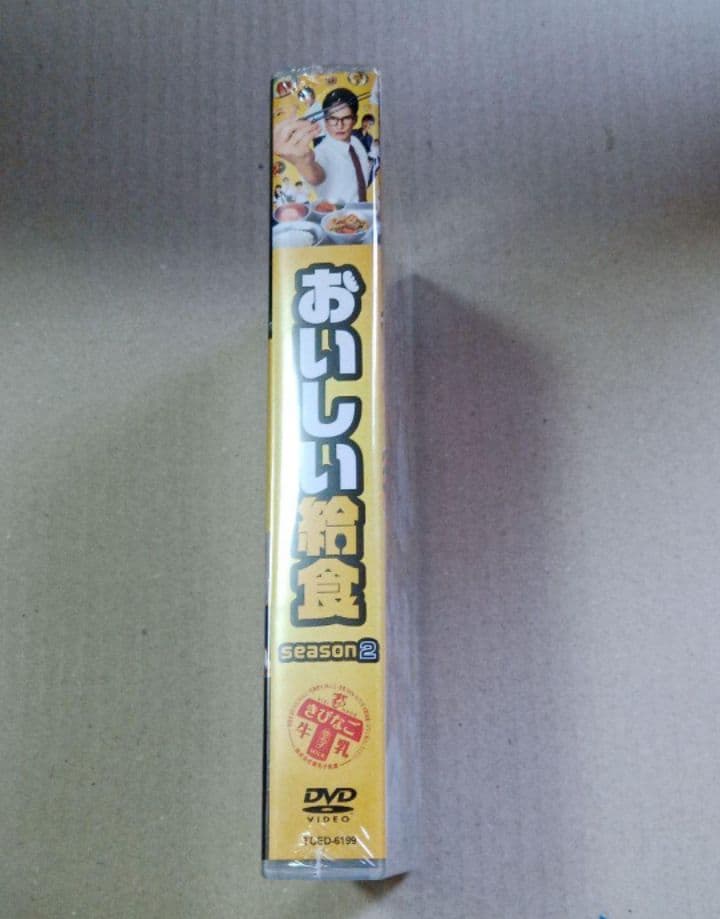 おいしい給食
season2
きびなご
牛乳
DVD
VIDEO
TCED-6199